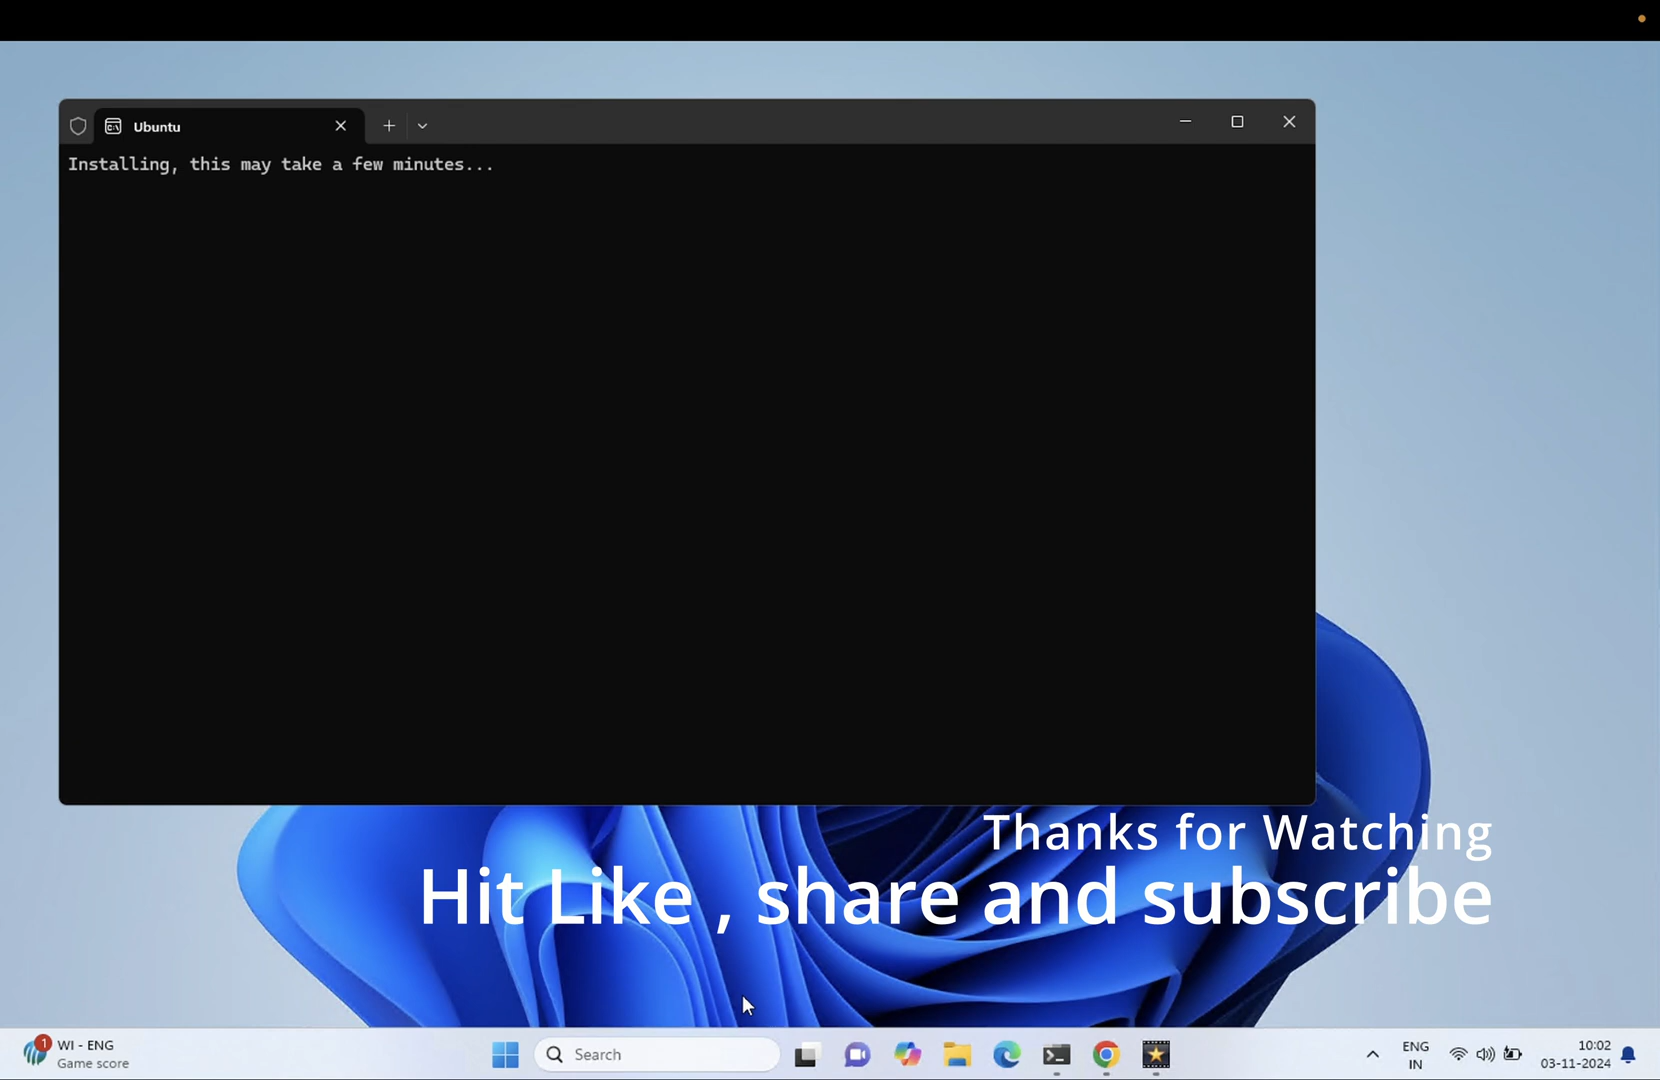 Ubuntu
Installing, this may take a few minutes...
Thanks for Watching
Hit Like , share and subscribe
1
WI - ENG
Game score
Search
ENG
IN
10:02
03-11-2024